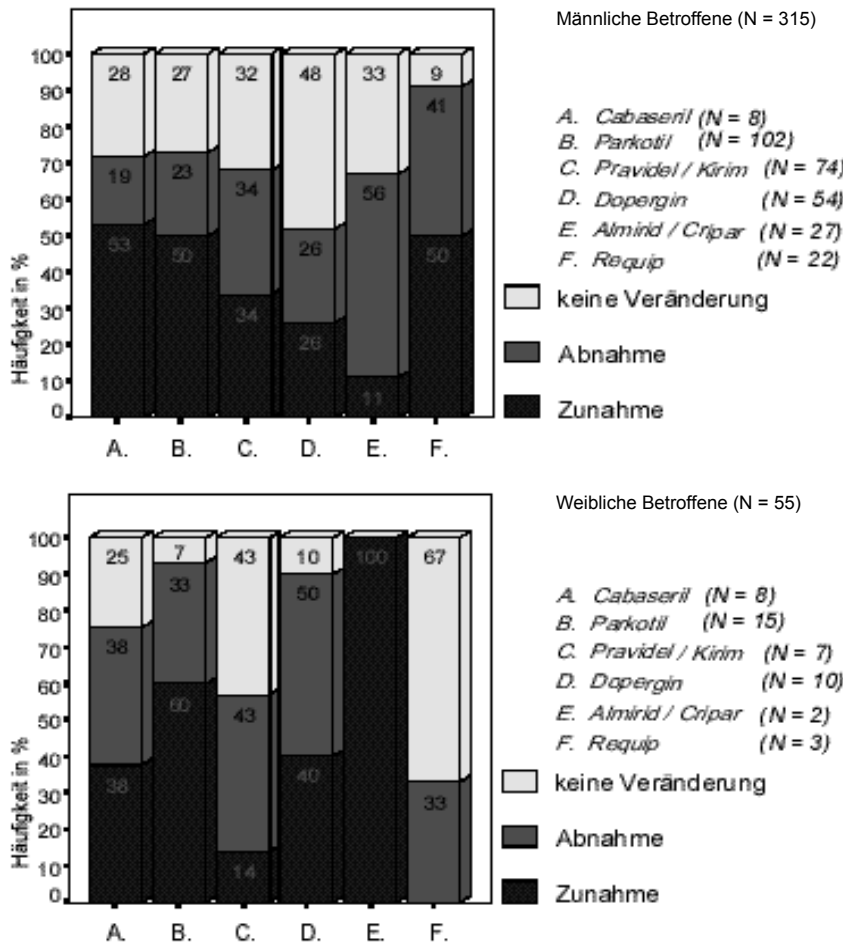 Männliche Betroffene (N = 315)
100
90
80
70
60
50
40
30
20
10
0
Häufigkeit in %
28 27 32 48 33 9
19 23 34 26 56 41
53 50 34 26 11 50
A. B. C. D. E. F.
A. Cabaseril (N = 8)
B. Parkotil (N = 102)
C. Pravidel / Kirim (N = 74)
D. Dopergin (N = 54)
E. Almirid / Cripar (N = 27)
F. Requip (N = 22)
keine Veränderung
Abnahme
Zunahme
Weibliche Betroffene (N = 55)
100
90
80
70
60
50
40
30
20
10
0
Häufigkeit in %
25 7 43 10 100 67
38 33 43 50 33
38 60 14 40
A. B. C. D. E. F.
A. Cabaseril (N = 8)
B. Parkotil (N = 15)
C. Pravidel / Kirim (N = 7)
D. Dopergin (N = 10)
E. Almirid / Cripar (N = 2)
F. Requip (N = 3)
keine Veränderung
Abnahme
Zunahme